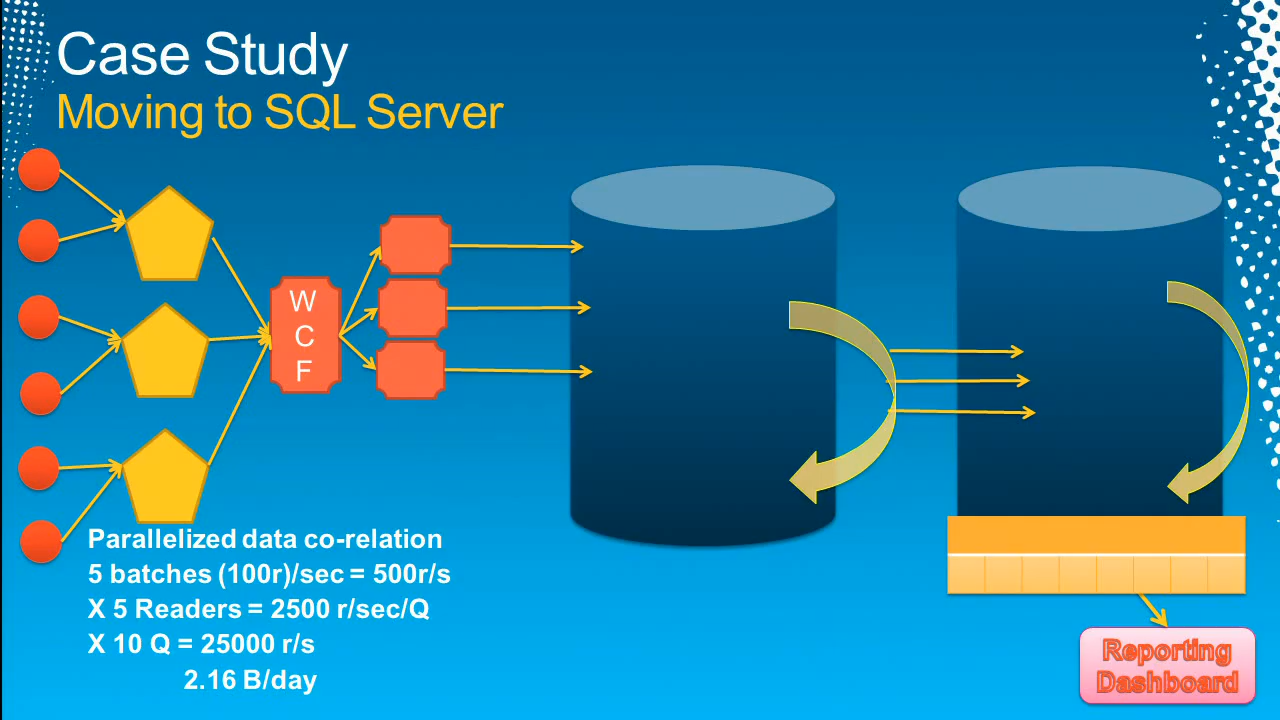 Case Study
Moving to SQL Server
W
C
F
Parallelized data co-relation
5 batches (100r)/sec = 500r/s
X 5 Readers = 2500 r/sec/Q
X 10 Q = 25000 r/s
2.16 B/day
Reporting
Dashboard